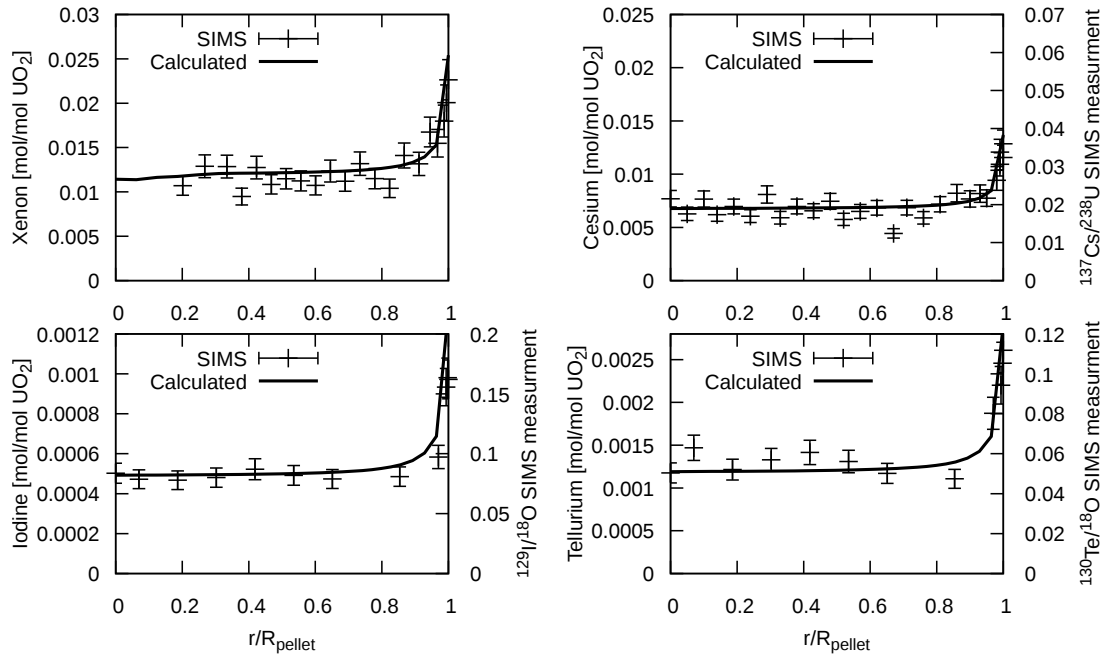 Xenon [mol/mol UO2]
0.03
0.025
0.02
0.015
0.01
0.005
0
SIMS
Calculated
0 0.2 0.4 0.6 0.8 1
Cesium [mol/mol UO2]
0.025
0.02
0.015
0.01
0.005
0
SIMS
Calculated
0.07
0.06
0.05
0.04
0.03
0.02
0.01
0
137Cs/238U SIMS measurment
0 0.2 0.4 0.6 0.8 1
Iodine [mol/mol UO2]
0.0012
0.001
0.0008
0.0006
0.0004
0.0002
0
SIMS
Calculated
0.2
0.15
0.1
0.05
0
129I/18O SIMS measurment
0 0.2 0.4 0.6 0.8 1
r/Rpellet
Tellurium [mol/mol UO2]
0.0025
0.002
0.0015
0.001
0.0005
0
SIMS
Calculated
0.12
0.1
0.08
0.06
0.04
0.02
0
130Te/18O SIMS measurment
0 0.2 0.4 0.6 0.8 1
r/Rpellet